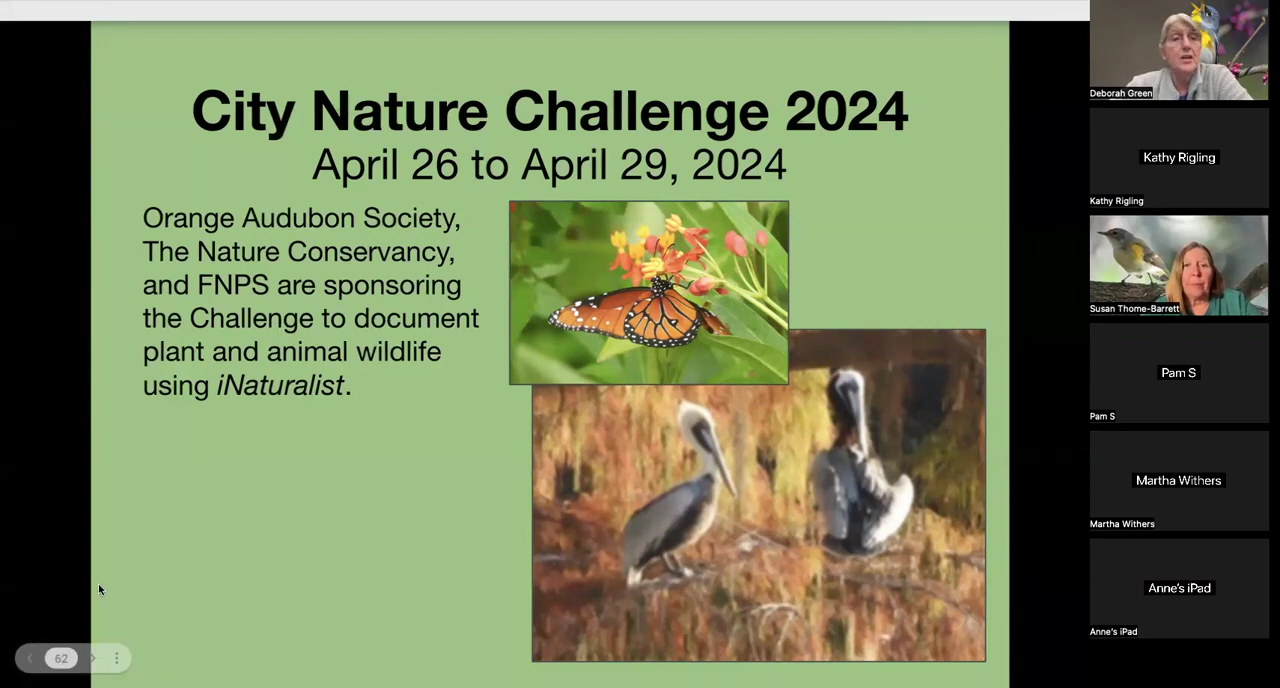 City Nature Challenge 2024
April 26 to April 29, 2024
Orange Audubon Society,
The Nature Conservancy,
and FNPS are sponsoring
the Challenge to document
plant and animal wildlife
using iNaturalist.
62
Deborah Green
Kathy Rigling
Kathy Rigling
Susan Thome-Barrett
Pam S
Pam S
Martha Withers
Martha Withers
Anne's iPad
Anne's iPad